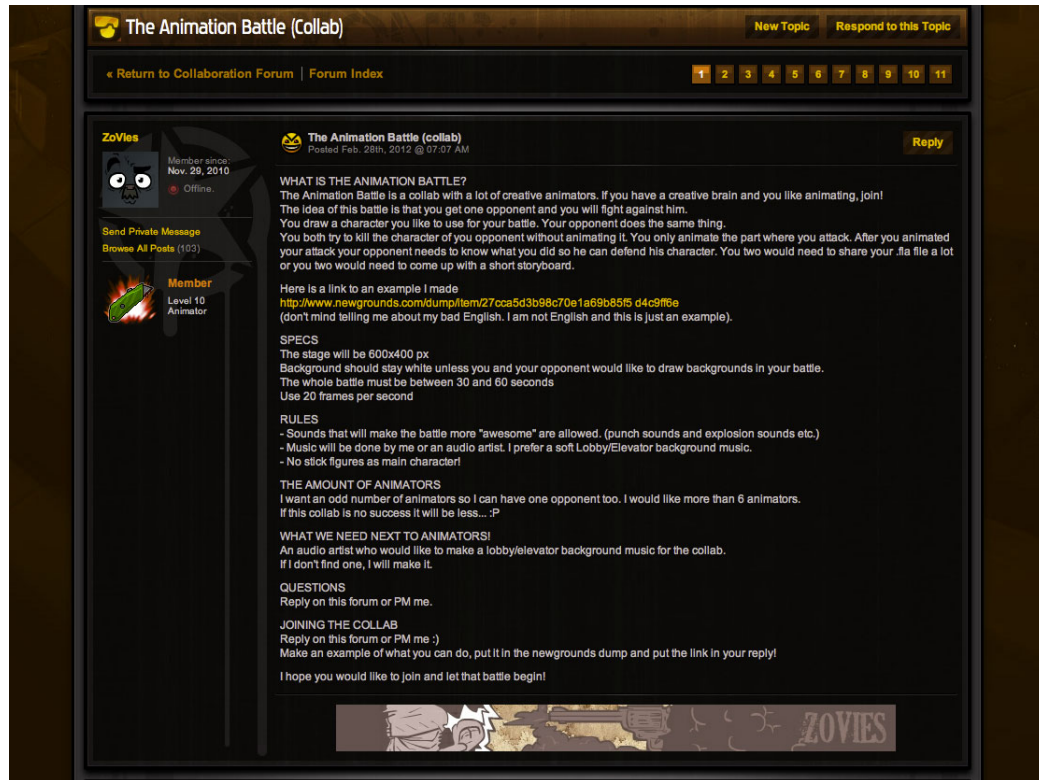 The Animation Battle (Collab)
New Topic
Respond to this Topic
« Return to Collaboration Forum | Forum Index
1 2 3 4 5 6 7 8 9 10 11
ZoVies
Member since:
Nov. 29, 2010
Offline.
Send Private Message
Browse All Posts (103)
Member
Level 10
Animator
The Animation Battle (collab)
Posted Feb. 28th, 2012 @ 07:07 AM
Reply
WHAT IS THE ANIMATION BATTLE?
The Animation Battle is a collab with a lot of creative animators. If you have a creative brain and you like animating, join!
The idea of this battle is that you get one opponent and you will fight against him.
You draw a character you like to use for your battle. Your opponent does the same thing.
You both try to kill the character of you opponent without animating it. You only animate the part where you attack. After you animated
your attack your opponent needs to know what you did so he can defend his character. You two would need to share your .fla file a lot
or you two would need to come up with a short storyboard.
Here is a link to an example I made
http://www.newgrounds.com/dump/item/27cca5d3b98c70e1a69b85f5 d4c9ff6e
(don't mind telling me about my bad English. I am not English and this is just an example).
SPECS
The stage will be 600x400 px
Background should stay white unless you and your opponent would like to draw backgrounds in your battle.
The whole battle must be between 30 and 60 seconds
Use 20 frames per second
RULES
- Sounds that will make the battle more "awesome" are allowed. (punch sounds and explosion sounds etc.)
- Music will be done by me or an audio artist. I prefer a soft Lobby/Elevator background music.
- No stick figures as main character!
THE AMOUNT OF ANIMATORS
I want an odd number of animators so I can have one opponent too. I would like more than 6 animators.
If this collab is no success it will be less... :P
WHAT WE NEED NEXT TO ANIMATORS!
An audio artist who would like to make a lobby/elevator background music for the collab.
If I don't find one, I will make it.
QUESTIONS
Reply on this forum or PM me.
JOINING THE COLLAB
Reply on this forum or PM me :)
Make an example of what you can do, put it in the newgrounds dump and put the link in your reply!
I hope you would like to join and let that battle begin!
ZOVIES